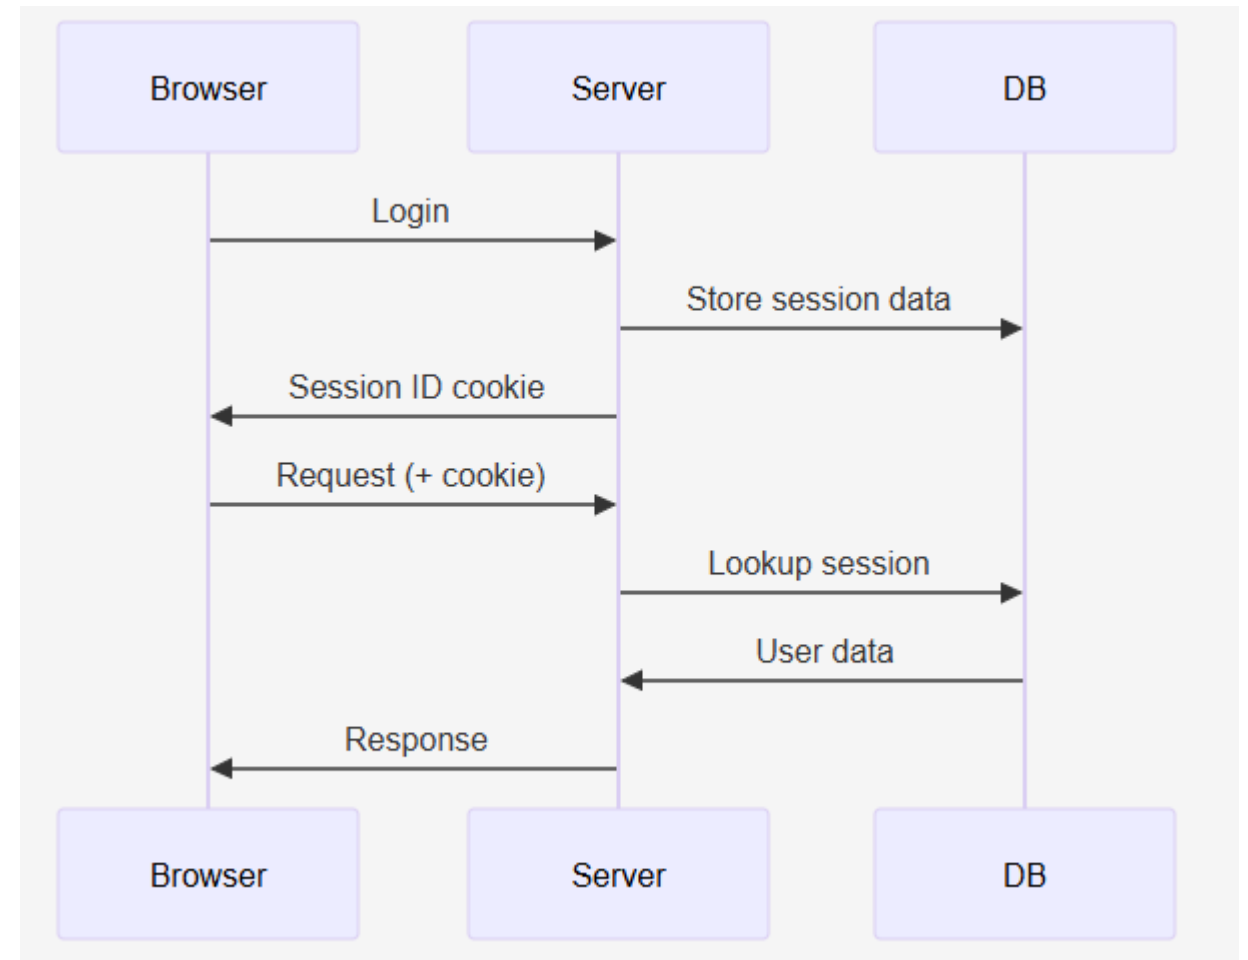 Browser
Server
DB
Login
Store session data
Session ID cookie
Request (+ cookie)
Lookup session
User data
Response
Browser
Server
DB